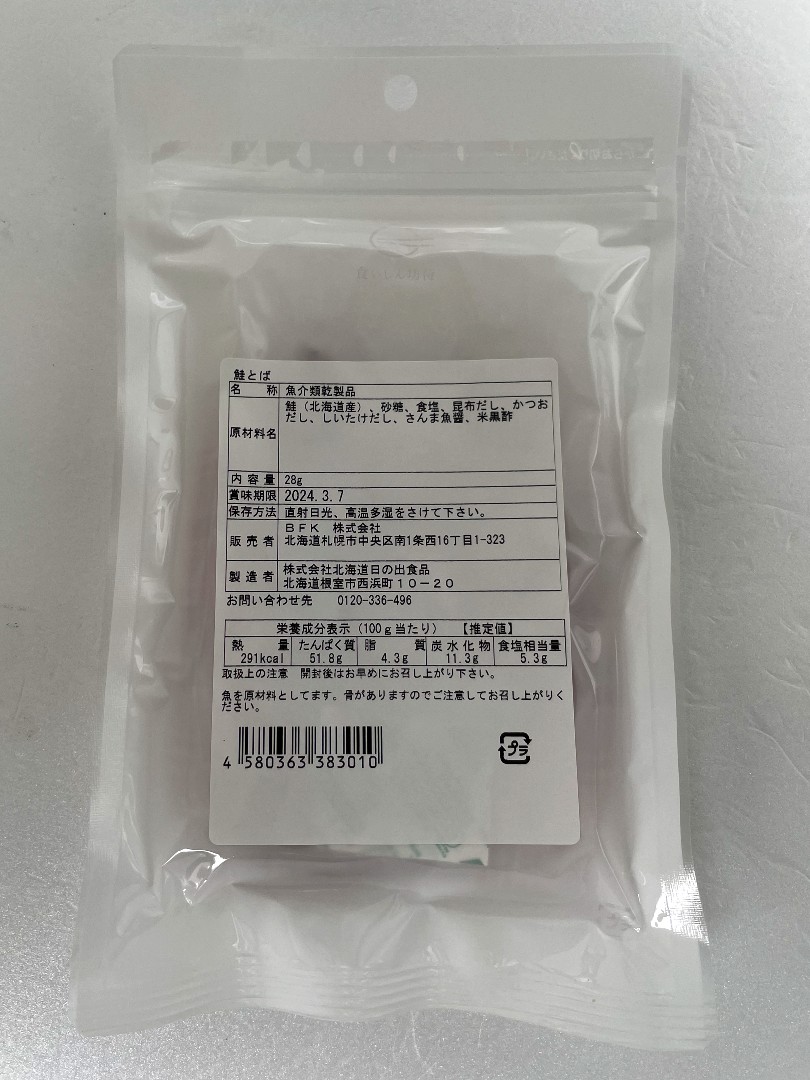 鮭とば
名 称 魚介類乾製品
原材料名 鮭（北海道産）、砂糖、食塩、昆布だし、かつお
だし、しいたけだし、さんま魚醤、米黒酢
内容量 28g
賞味期限 2024.3.7
保存方法 直射日光、高温多湿をさけて下さい。
販売者 ＢＦＫ 株式会社
北海道札幌市中央区南1条西16丁目1-323
製造者 株式会社北海道日の出食品
北海道根室市西浜町１０－２０
お問い合わせ先 0120-336-496
栄養成分表示（100ｇ当たり） 【推定値】
熱 量 たんぱく質 脂 質 炭水化物 食塩相当量
291kcal 51.8g 4.3g 11.3g 5.3g
取扱上の注意 開封後はお早めにお召し上がり下さい。
魚を原材料としてます。骨がありますのでご注意してお召し上がりく
ださい。
4 580363 383010
プラ